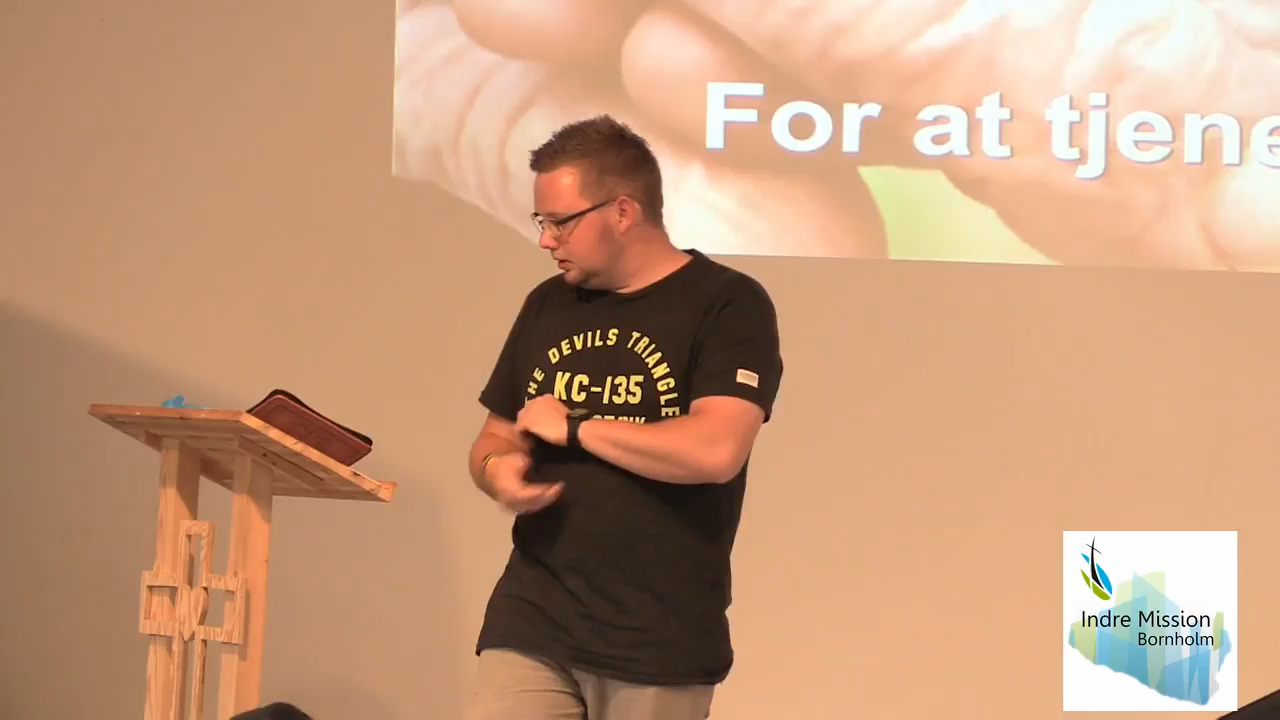 For at tjene
THE DEVILS TRIANGLE
KC-135
Indre Mission
Bornholm